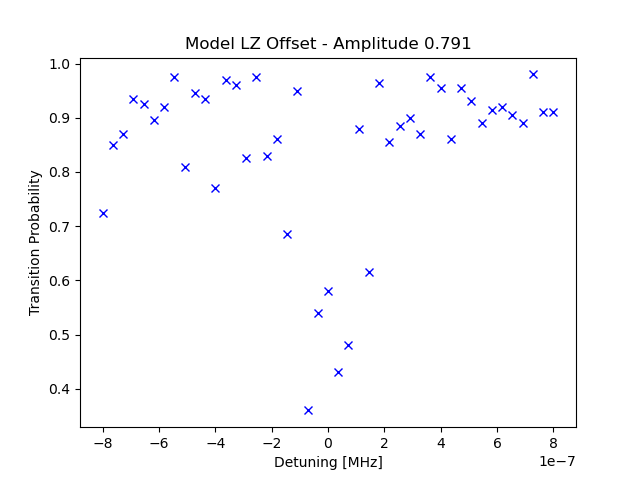 Model LZ Offset - Amplitude 0.791
1.0
0.9
0.8
0.7
0.6
0.5
0.4
Transition Probability
−8 −6 −4 −2 0 2 4 6 8
1e−7
Detuning [MHz]